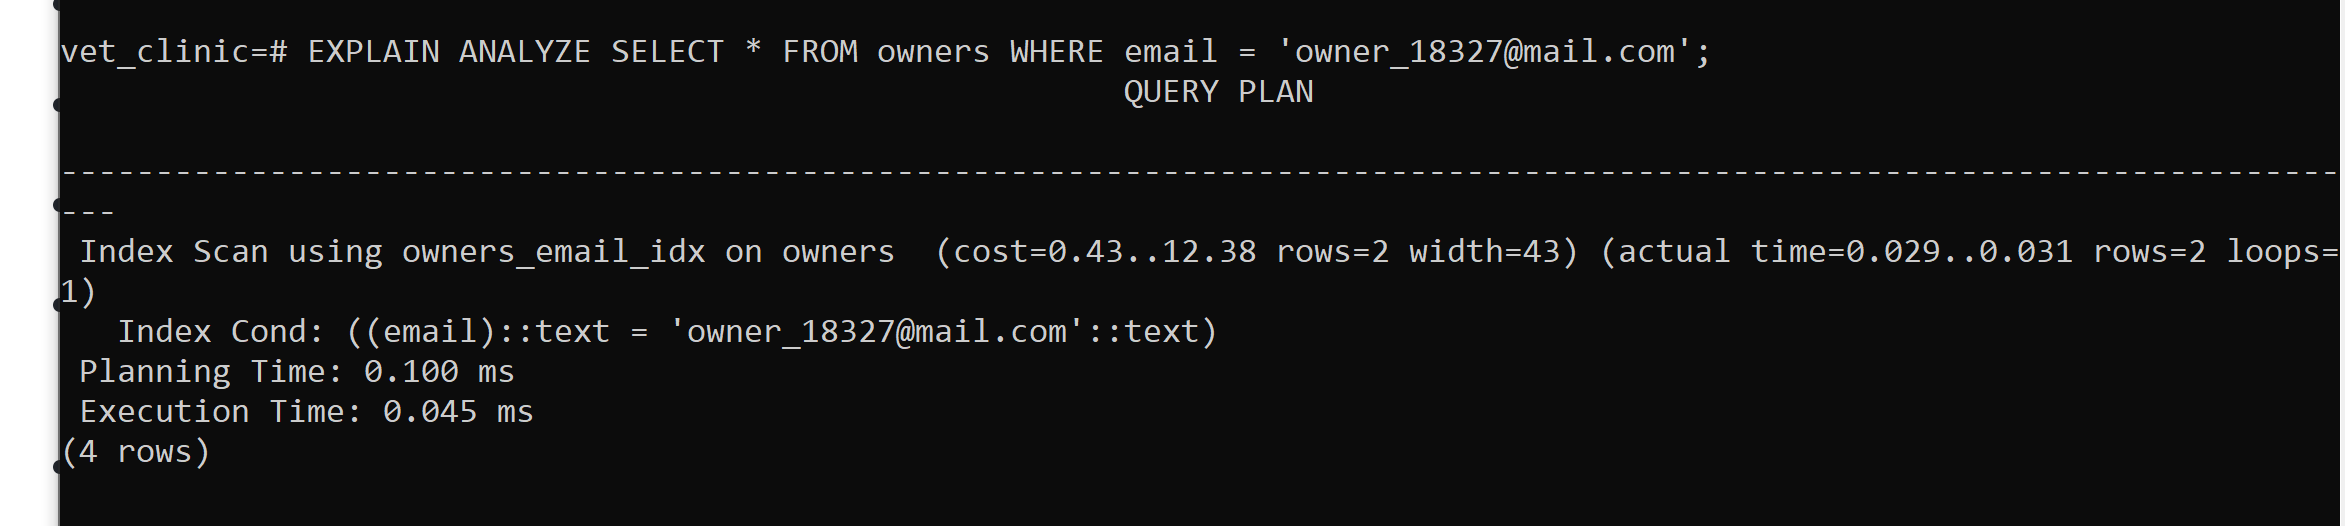 vet_clinic=# EXPLAIN ANALYZE SELECT * FROM owners WHERE email = 'owner_18327@mail.com';
QUERY PLAN
------------------------------------------------------------------------------------------------------------------------
---
Index Scan using owners_email_idx on owners  (cost=0.43..12.38 rows=2 width=43) (actual time=0.029..0.031 rows=2 loops=
1)
Index Cond: ((email)::text = 'owner_18327@mail.com'::text)
Planning Time: 0.100 ms
Execution Time: 0.045 ms
(4 rows)